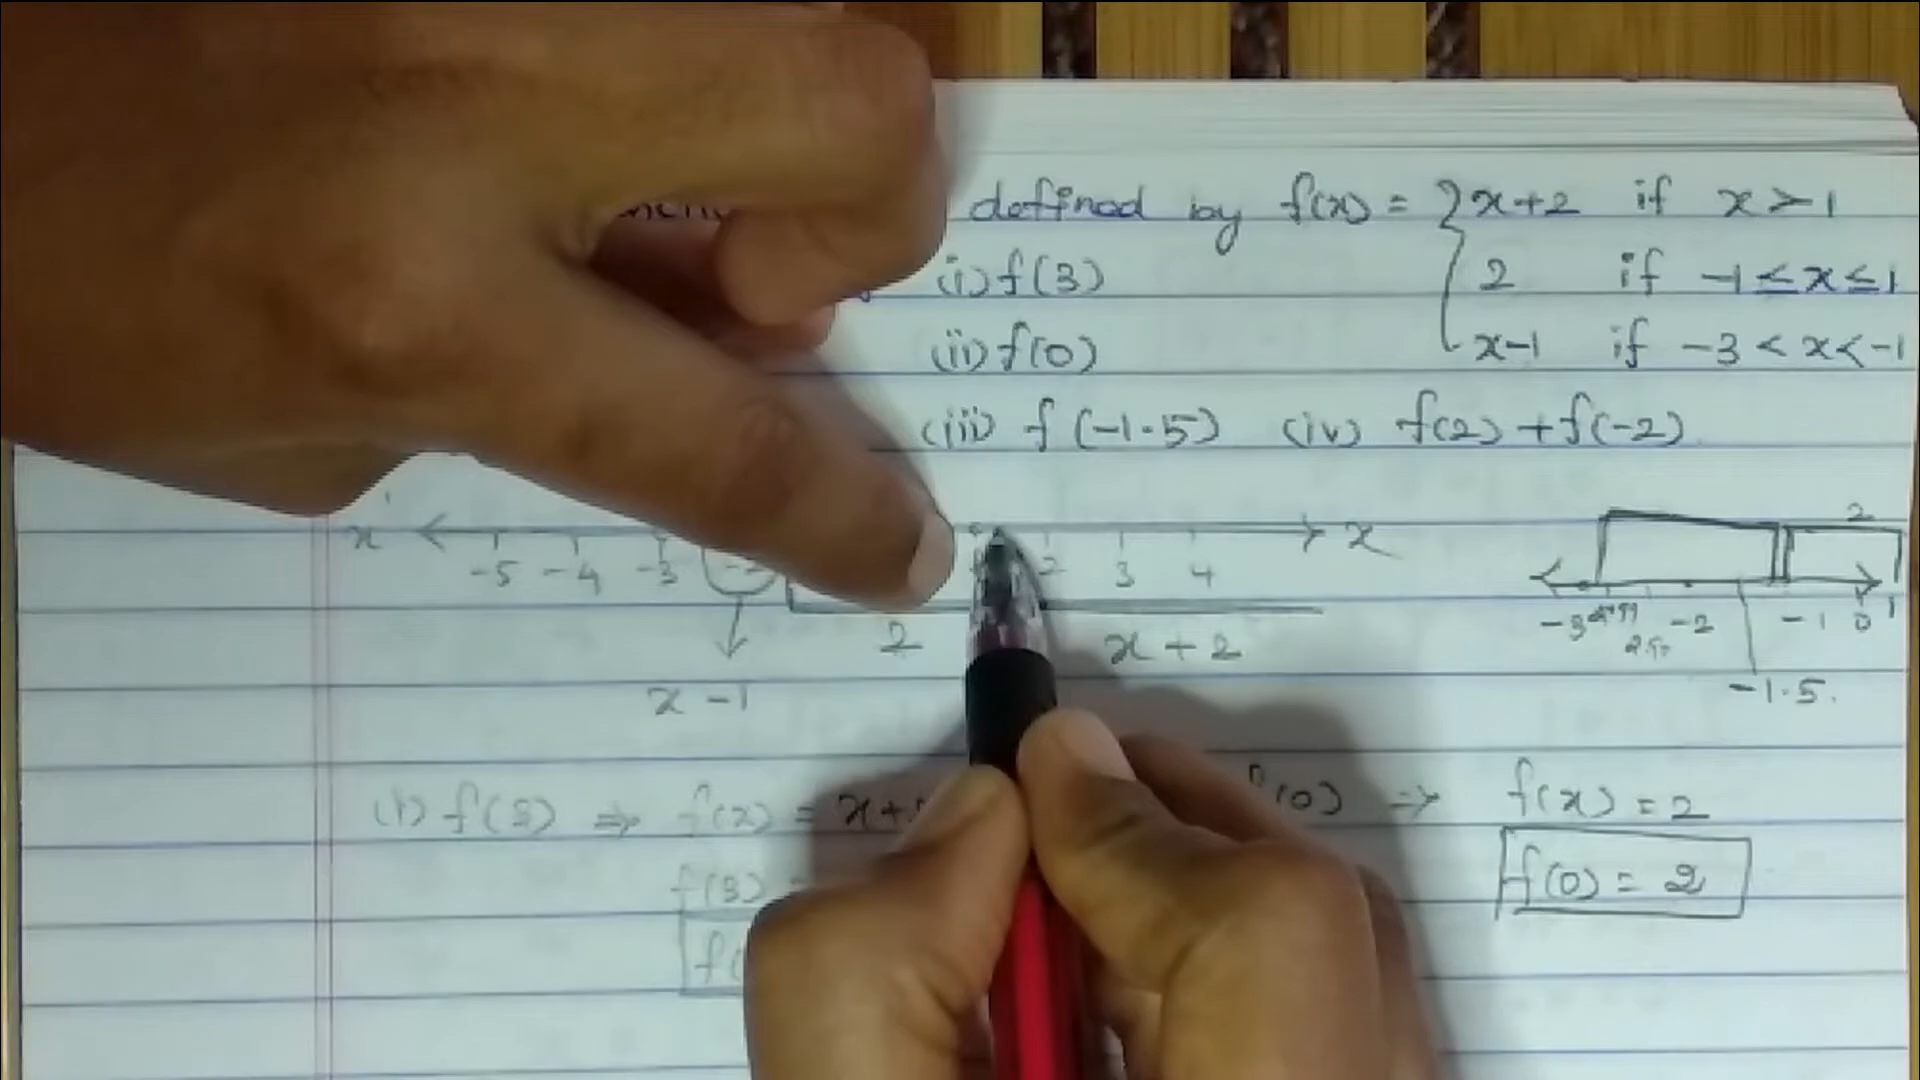 defined by f(x) = { x+2 if x > 1
(i) f(3) 2 if -1 ≤ x ≤ 1
(ii) f(0) x-1 if -3 < x < -1
(iii) f(-1.5) (iv) f(2) + f(-2)
x' x
-5 -4 -3 -2 2 3 4
2 x+2
x-1
2
-3 -2 -1 0 1
-1.5.
(i) f(3) ⇒ f(x) = x+ f(0) ⇒ f(x) = 2
f(3) = f(0) = 2